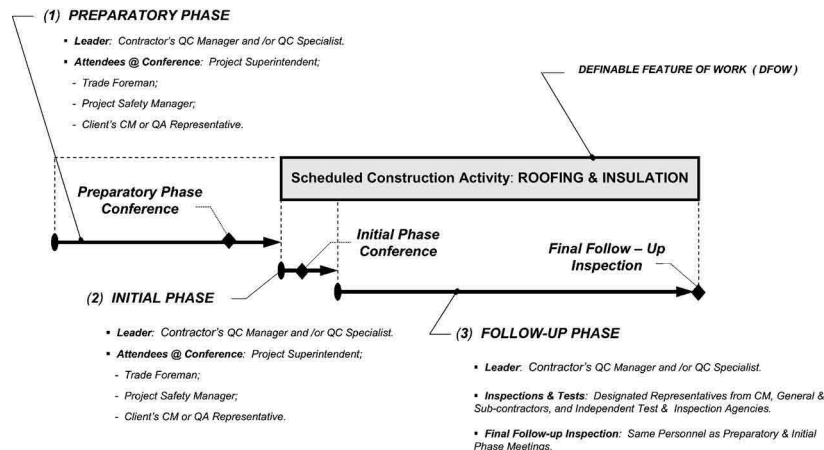 (1) PREPARATORY PHASE
▪ Leader: Contractor's QC Manager and /or QC Specialist.
▪ Attendees @ Conference: Project Superintendent;
- Trade Foreman;
- Project Safety Manager;
- Client's CM or QA Representative.
DEFINABLE FEATURE OF WORK ( DFOW )
Scheduled Construction Activity: ROOFING & INSULATION
Preparatory Phase
Conference
Initial Phase
Conference
Final Follow – Up
Inspection
(2) INITIAL PHASE
▪ Leader: Contractor's QC Manager and /or QC Specialist.
▪ Attendees @ Conference: Project Superintendent;
- Trade Foreman;
- Project Safety Manager;
- Client's CM or QA Representative.
(3) FOLLOW-UP PHASE
▪ Leader: Contractor's QC Manager and /or QC Specialist.
▪ Inspections & Tests: Designated Representatives from CM, General &
Sub-contractors, and Independent Test & Inspection Agencies.
▪ Final Follow-up Inspection: Same Personnel as Preparatory & Initial
Phase Meetings.